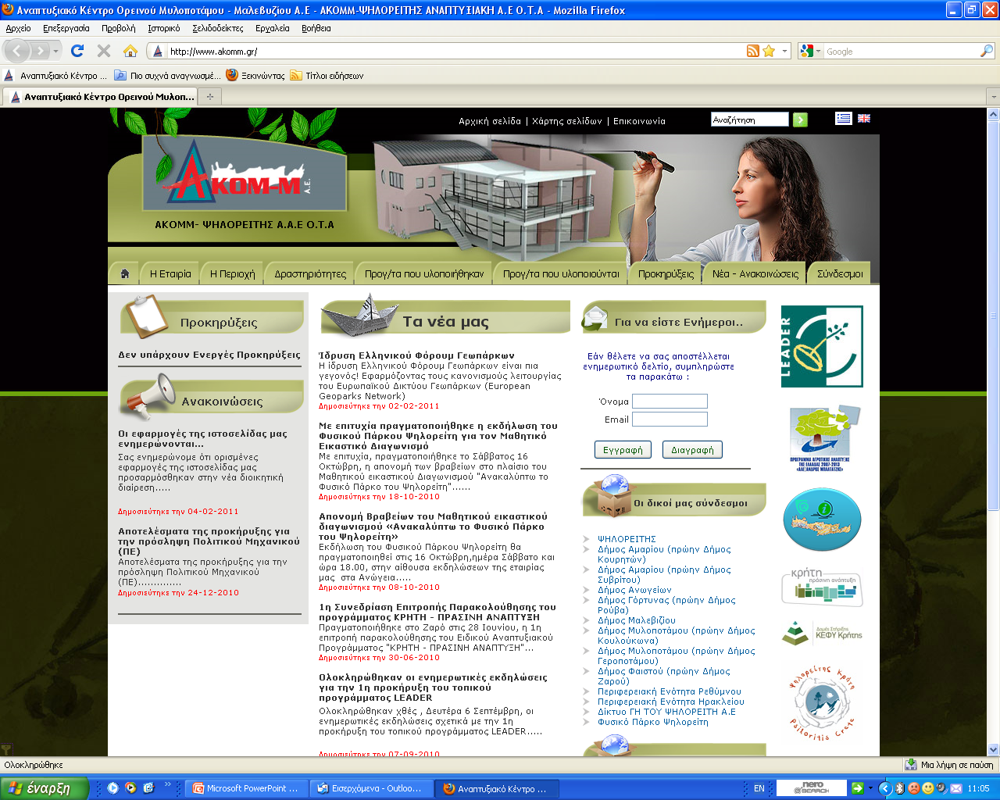 Αναπτυξιακό Κέντρο Ορεινού Μυλοποτάμου - Μαλεβυζίου Α.Ε - ΑΚΟΜΜ-ΨΗΛΟΡΕΙΤΗΣ ΑΝΑΠΤΥΞΙΑΚΗ Α.Ε Ο.Τ.Α - Mozilla Firefox
Αρχείο Επεξεργασία Προβολή Ιστορικό Σελιδοδείκτες Εργαλεία Βοήθεια
http://www.akomm.gr/
Google
Αναπτυξιακό Κέντρο ... Πιο συχνά αναγνωσμέ... Ξεκινώντας Τίτλοι ειδήσεων
Αναπτυξιακό Κέντρο Ορεινού Μυλοπ...
Αρχική σελίδα | Χάρτης σελίδων | Επικοινωνία
Αναζήτηση
ΑΚΟΜ-Μ Α.Ε.
ΑΚΟΜΜ- ΨΗΛΟΡΕΙΤΗΣ Α.Α.Ε Ο.Τ.Α
Η Εταιρία Η Περιοχή Δραστηριότητες Προγ/τα που υλοποιήθηκαν Προγ/τα που υλοποιούνται Προκηρύξεις Νέα - Ανακοινώσεις Σύνδεσμοι
Προκηρύξεις
Δεν υπάρχουν Ενεργές Προκηρύξεις
Ανακοινώσεις
Οι εφαρμογές της ιστοσελίδας μας
ενημερώνονται...
Σας ενημερώνομε ότι ορισμένες
εφαρμογές της ιστοσελίδας μας
προσαρμόσθηκαν στην νέα διοικητική
διαίρεση.....
Δημοσιεύτηκε την 04-02-2011
Αποτελέσματα της προκήρυξης για
την πρόσληψη Πολιτικού Μηχανικού
(ΠΕ)
Αποτελέσματα της προκήρυξης για την
πρόσληψη Πολιτικού Μηχανικού
(ΠΕ)..............
Δημοσιεύτηκε την 24-12-2010
Τα νέα μας
Ίδρυση Ελληνικού Φόρουμ Γεωπάρκων
Η ίδρυση Ελληνικού Φόρουμ Γεωπάρκων είναι πια
γεγονός! Εφαρμόζοντας τους κανονισμούς λειτουργίας
του Ευρωπαϊκού Δικτύου Γεωπάρκων (European
Geoparks Network)
Δημοσιεύτηκε την 02-02-2011
Με επιτυχία πραγματοποιήθηκε η εκδήλωση του
Φυσικού Πάρκου Ψηλορείτη για τον Μαθητικό
Εικαστικό Διαγωνισμό
Με επιτυχία, πραγματοποιήθηκε το Σάββατος 16
Οκτώβρη, η απονομή των βραβείων στο πλαίσιο του
Μαθητικού εικαστικού Διαγωνισμού "Ανακαλύπτω το
Φυσικό Πάρκο του Ψηλορείτη"......
Δημοσιεύτηκε την 18-10-2010
Απονομή Βραβείων του Μαθητικού εικαστικού
διαγωνισμού «Ανακαλύπτω το Φυσικό Πάρκο
του Ψηλορείτη»
Εκδήλωση του Φυσικού Πάρκου Ψηλορείτη θα
πραγματοποιηθεί στις 16 Οκτώβρη,ημέρα Σάββατο και
ώρα 18.00, στην αίθουσα εκδηλώσεων της εταιρίας
μας στα Ανώγεια.....
Δημοσιεύτηκε την 08-10-2010
1η Συνεδρίαση Επιτροπής Παρακολούθησης του
προγράμματος ΚΡΗΤΗ - ΠΡΑΣΙΝΗ ΑΝΑΠΤΥΞΗ
Πραγματοποιήθηκε στο Ζαρό στις 28 Ιουνίου, η 1η
επιτροπή παρακολούθησης του Ειδικού Αναπτυξιακού
Προγράμματος "ΚΡΗΤΗ - ΠΡΑΣΙΝΗ ΑΝΑΠΤΥΞΗ"...
Δημοσιεύτηκε την 30-06-2010
Ολοκληρώθηκαν οι ενημερωτικές εκδηλώσεις
για την 1η προκήρυξη του τοπικού
προγράμματος LEADER
Ολοκληρώθηκαν χθές , Δευτέρα 6 Σεπτέμβρη, οι
ενημερωτικές εκδηλώσεις σχετικά με την 1η
προκήρυξη του τοπικού προγράμματος LEADER.....
Δημοσιεύτηκε την 07-09-2010
Για να είστε Ενήμεροι..
Εάν θέλετε να σας αποστέλλεται
ενημερωτικό δελτίο, συμπληρώστε
τα παρακάτω :
Όνομα
Email
Εγγραφή Διαγραφή
Οι δικοί μας σύνδεσμοι
ΨΗΛΟΡΕΙΤΗΣ
Δήμος Αμαρίου (πρώην Δήμος
Κουρητών)
Δήμος Αμαρίου (πρώην Δήμος
Συβρίτου)
Δήμος Ανωγείων
Δήμος Γόρτυνας (πρώην Δήμος
Ρούβα)
Δήμος Μαλεβιζίου
Δήμος Μυλοποτάμου (πρώην Δήμος
Κουλούκωνα)
Δήμος Μυλοποτάμου (πρώην Δήμος
Γεροποτάμου)
Δήμος Φαιστού (πρώην Δήμος
Ζαρού)
Περιφερειακή Ενότητα Ρεθύμνου
Περιφερειακή Ενότητα Ηρακλείου
Δίκτυο ΓΗ ΤΟΥ ΨΗΛΟΡΕΙΤΗ Α.Ε
Φυσικό Πάρκο Ψηλορείτη
LEADER
ΠΡΟΓΡΑΜΜΑ ΑΓΡΟΤΙΚΗΣ ΑΝΑΠΤΥΞΗΣ
ΤΗΣ ΕΛΛΑΔΑΣ 2007-2013
«ΑΛΕΞΑΝΔΡΟΣ ΜΠΑΛΤΑΤΖΗΣ»
κρήτη
πράσινη ανάπτυξη
Δομές Στήριξης
ΚΕΦΥ Κρήτης
Ψηλορείτης Κρήτη
Psiloritis Crete
Ολοκληρώθηκε
Μια λήψη σε παύση
έναρξη
Microsoft PowerPoint ... Εισερχόμενα - Outloo... Αναπτυξιακό Κέντρο ...
EN
nero
SEARCH
11:05